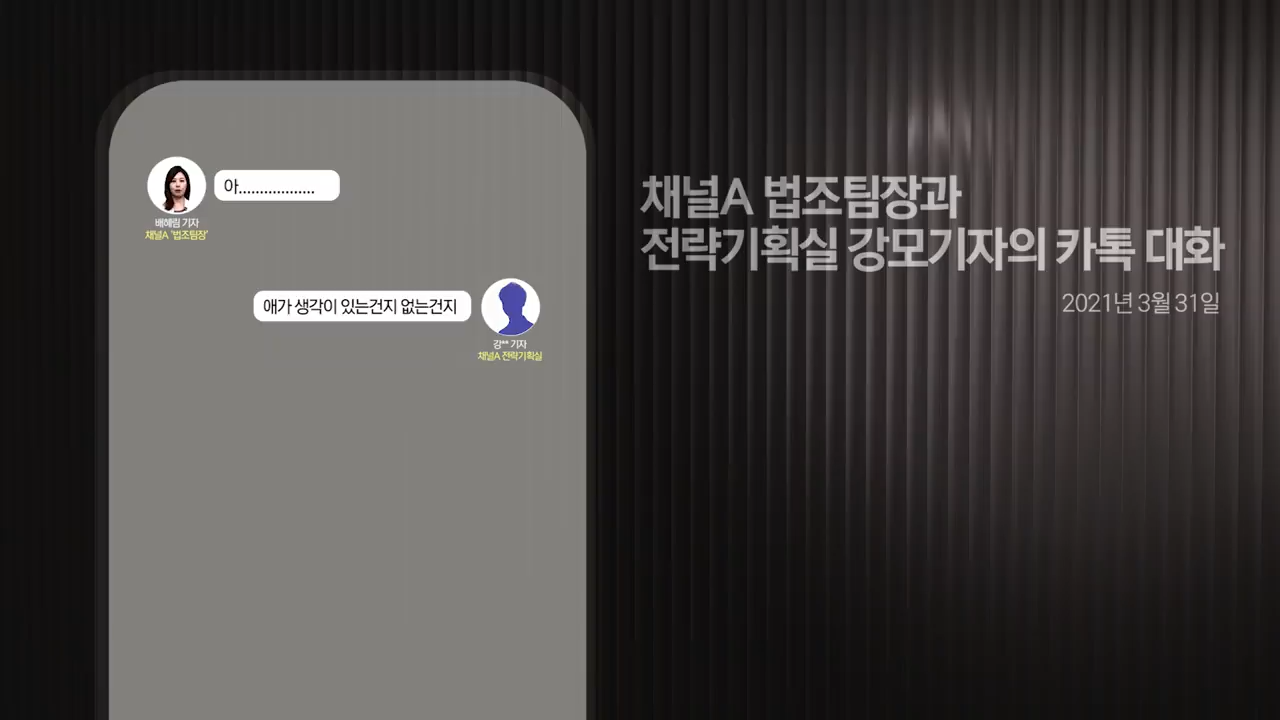 아..................
배혜림 기자
채널A '법조팀장'
애가 생각이 있는건지 없는건지
강** 기자
채널A 전략기획실
채널A 법조팀장과
전략기획실 강모기자의 카톡 대화
2021년 3월 31일